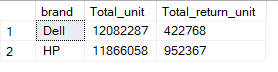 brand Total_unit Total_return_unit
1 Dell 12082287 422768
2 HP 11866058 952367